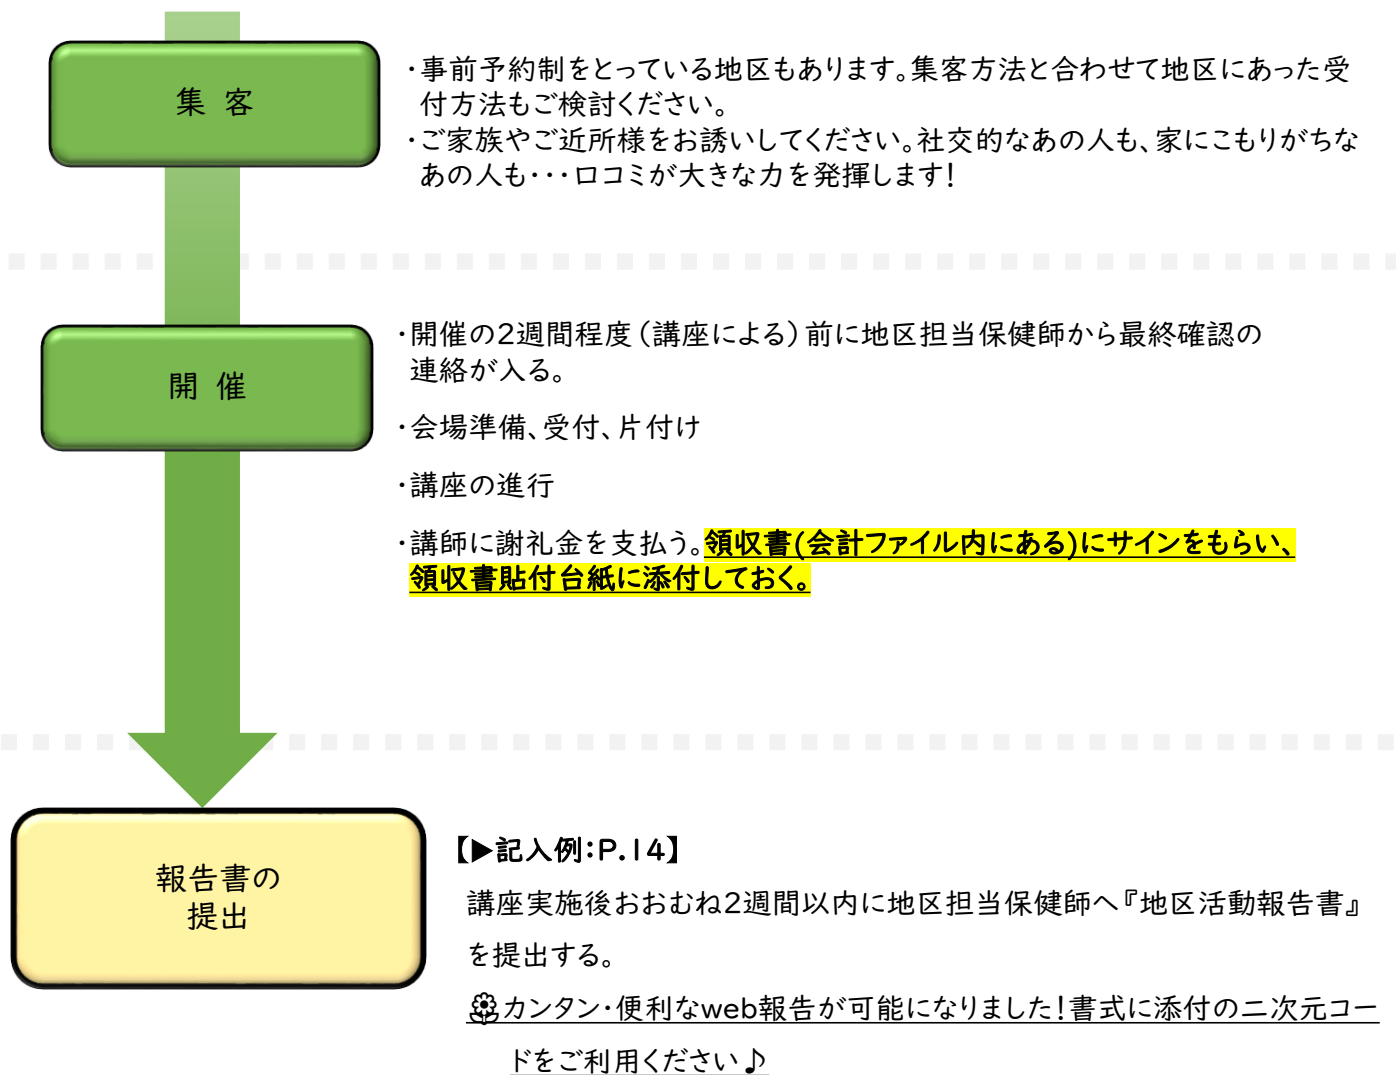 集 客
・事前予約制をとっている地区もあります。集客方法と合わせて地区にあった受
付方法もご検討ください。
・ご家族やご近所様をお誘いしてください。社交的なあの人も、家にこもりがちな
あの人も・・・口コミが大きな力を発揮します！
開 催
・開催の2週間程度（講座による）前に地区担当保健師から最終確認の
連絡が入る。
・会場準備、受付、片付け
・講座の進行
・講師に謝礼金を支払う。領収書(会計ファイル内にある)にサインをもらい、
領収書貼付台紙に添付しておく。
報告書の
提出
【▶記入例：P.14】
講座実施後おおむね2週間以内に地区担当保健師へ『地区活動報告書』
を提出する。
カンタン・便利なweb報告が可能になりました！書式に添付の二次元コー
ドをご利用ください♪